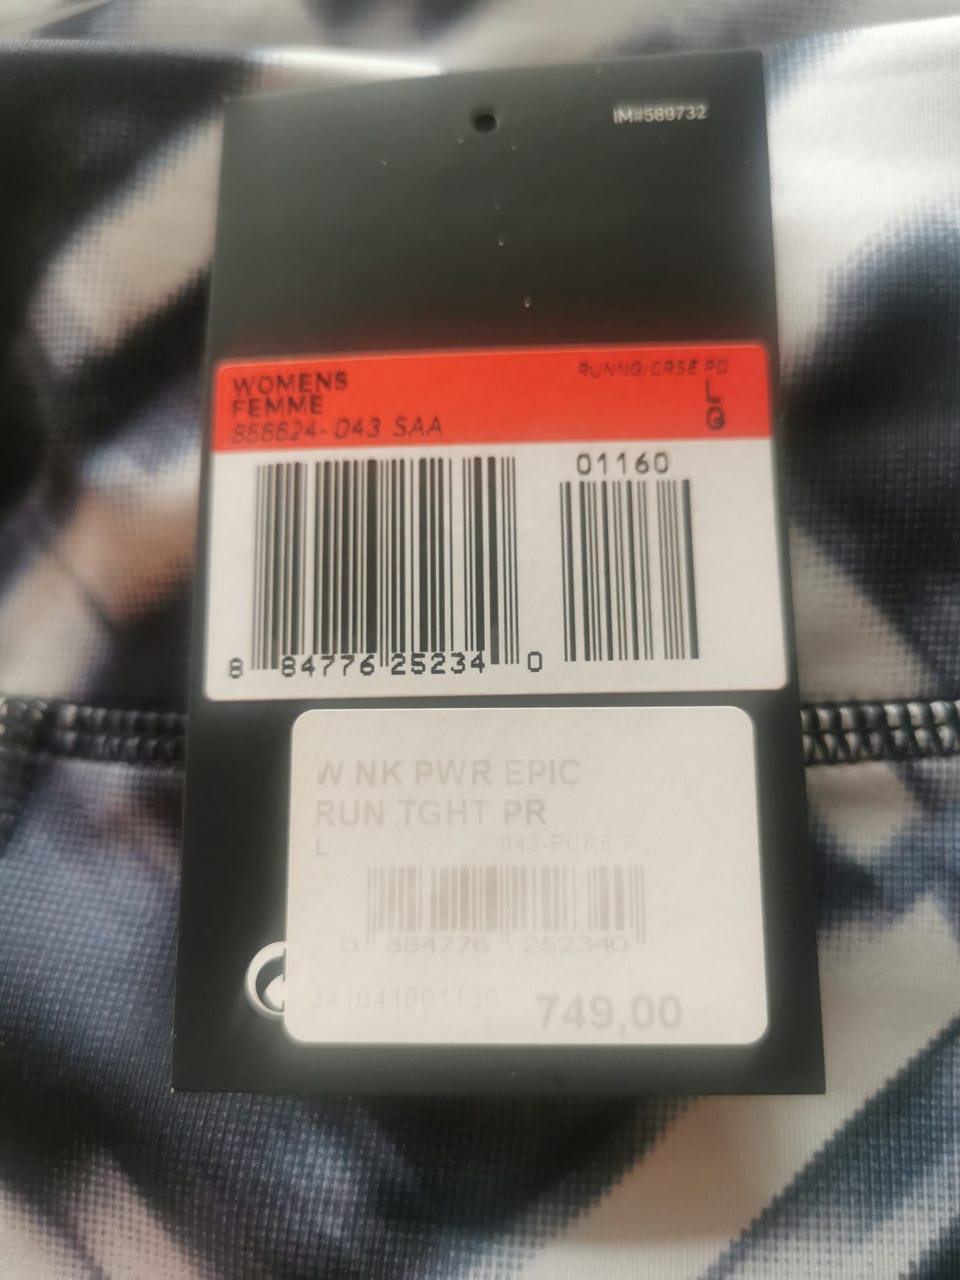 IM#589732
WOMENS
FEMME
856624-043 SAA
RUNNG/CRSE PD
L
G
01160
8 84776 25234 0
W NK PWR EPIC
RUN TGHT PR
L 043-PURE P
0 884776 252340
241041001130 749,00